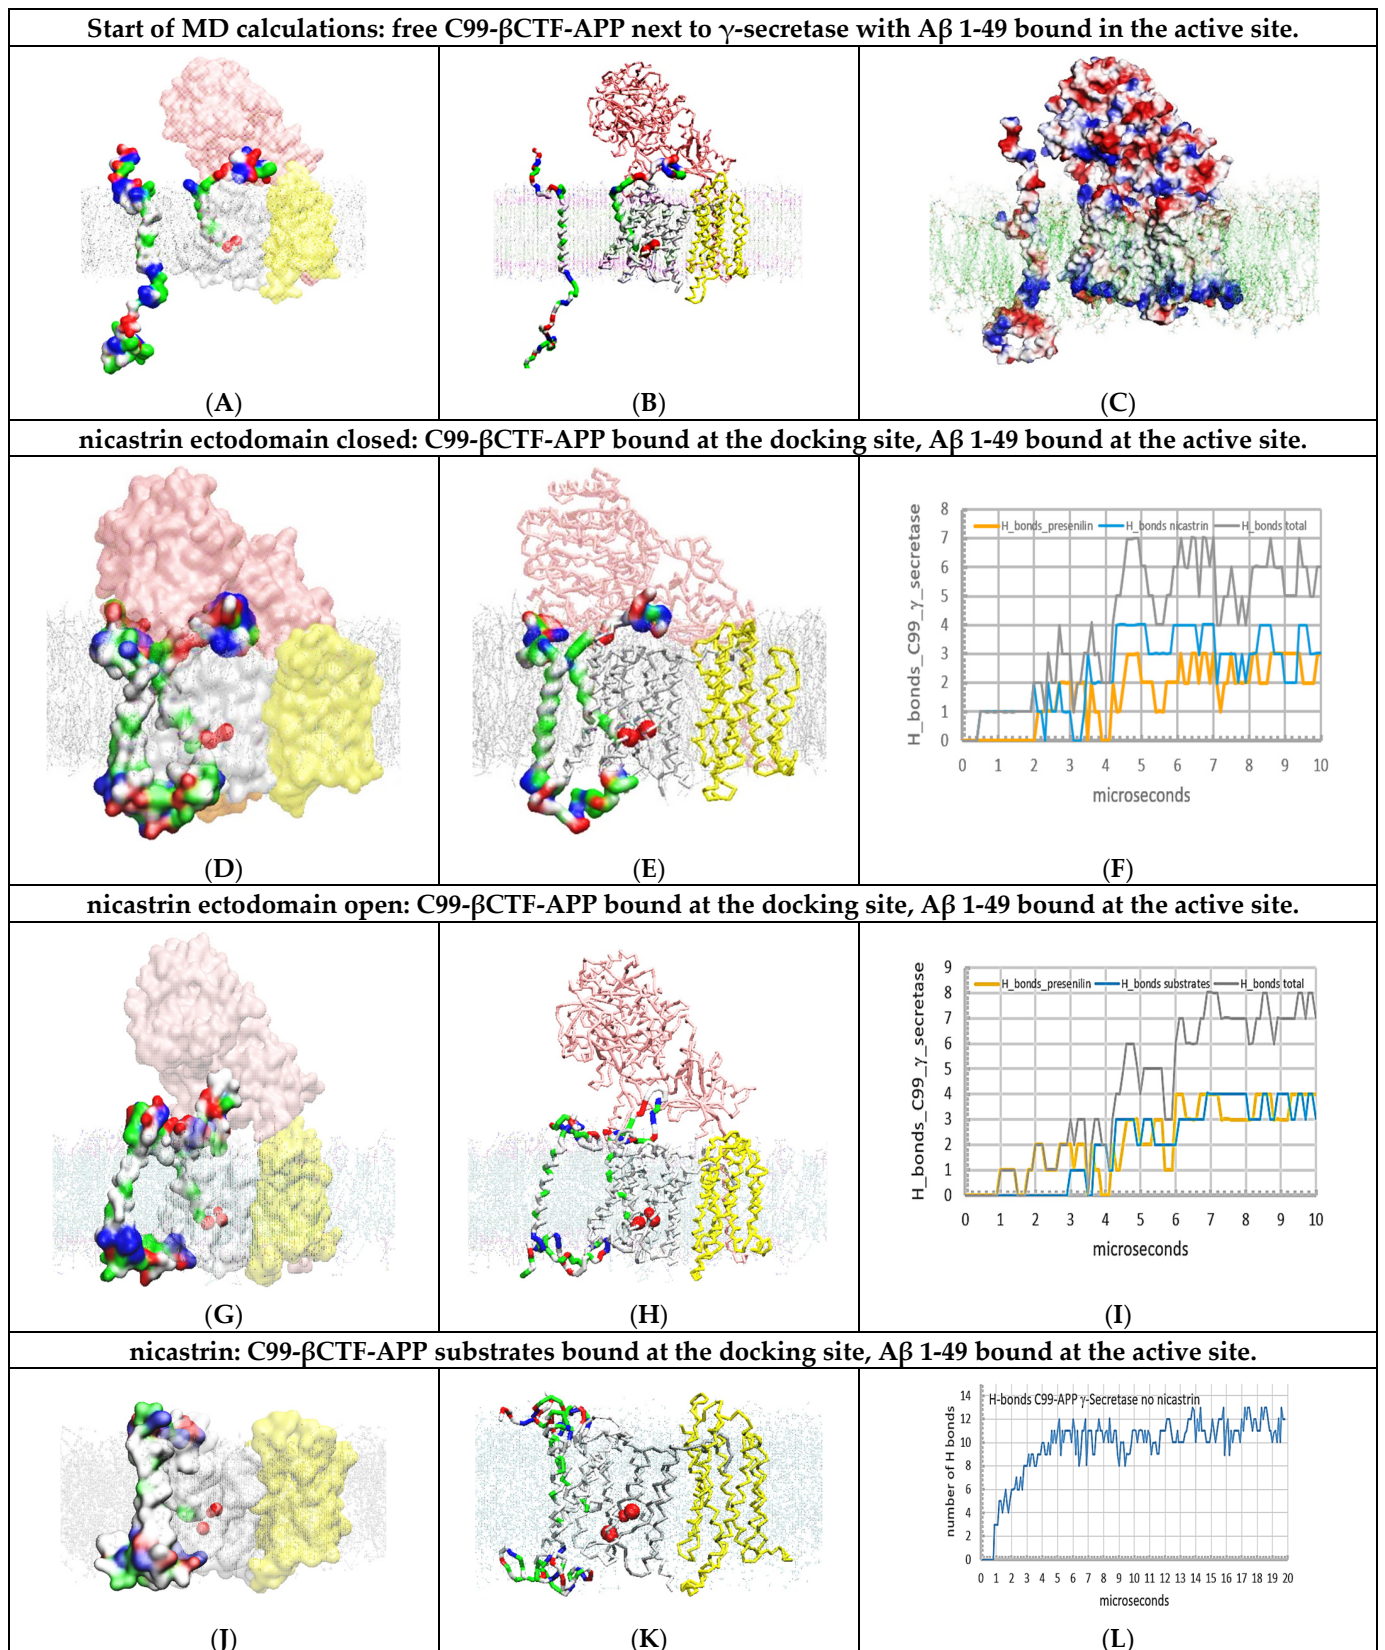 Start of MD calculations: free C99-βCTF-APP next to γ-secretase with Aβ 1-49 bound in the active site.
(A)
(B)
(C)
nicastrin ectodomain closed: C99-βCTF-APP bound at the docking site, Aβ 1-49 bound at the active site.
(D)
(E)
H_bonds_C99_γ_secretase
8
7
6
5
4
3
2
1
0
H_bonds_presenilin H_bonds nicastrin H_bonds total
0 1 2 3 4 5 6 7 8 9 10
microseconds
(F)
nicastrin ectodomain open: C99-βCTF-APP bound at the docking site, Aβ 1-49 bound at the active site.
(G)
(H)
H_bonds_C99_γ_secretase
9
8
7
6
5
4
3
2
1
0
H_bonds_presenilin H_bonds substrates H_bonds total
0 1 2 3 4 5 6 7 8 9 10
microseconds
(I)
nicastrin: C99-βCTF-APP substrates bound at the docking site, Aβ 1-49 bound at the active site.
(J)
(K)
number of H bonds
14
12
10
8
6
4
2
0
H-bonds C99-APP γ-Secretase no nicastrin
0 1 2 3 4 5 6 7 8 9 10 11 12 13 14 15 16 17 18 19 20
microseconds
(L)